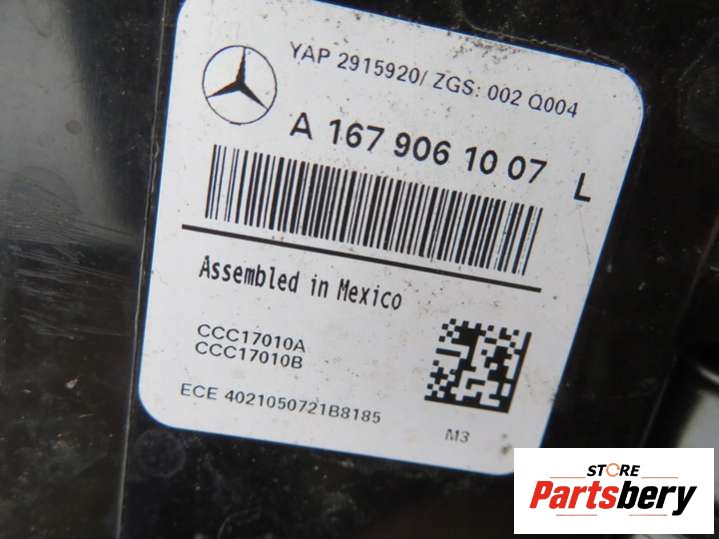 YAP 2915920/ ZGS: 002 Q004
A 167 906 10 07 L
Assembled in Mexico
CCC17010A
CCC17010B
ECE 4021050721B8185
M3
STORE
Partsbery